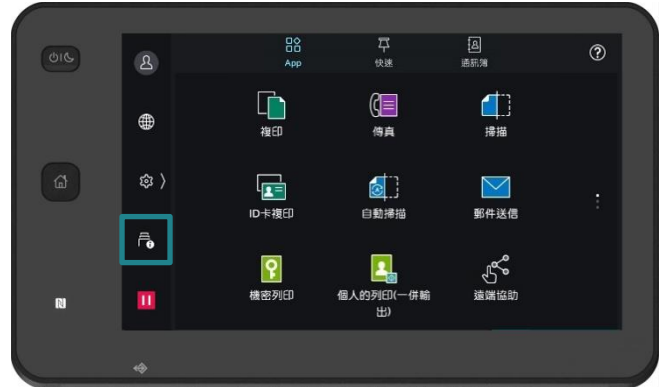 App
快速
通訊簿
複印
傳真
掃描
ID卡複印
自動掃描
郵件送信
機密列印
個人的列印(一併輸
出)
遠端協助